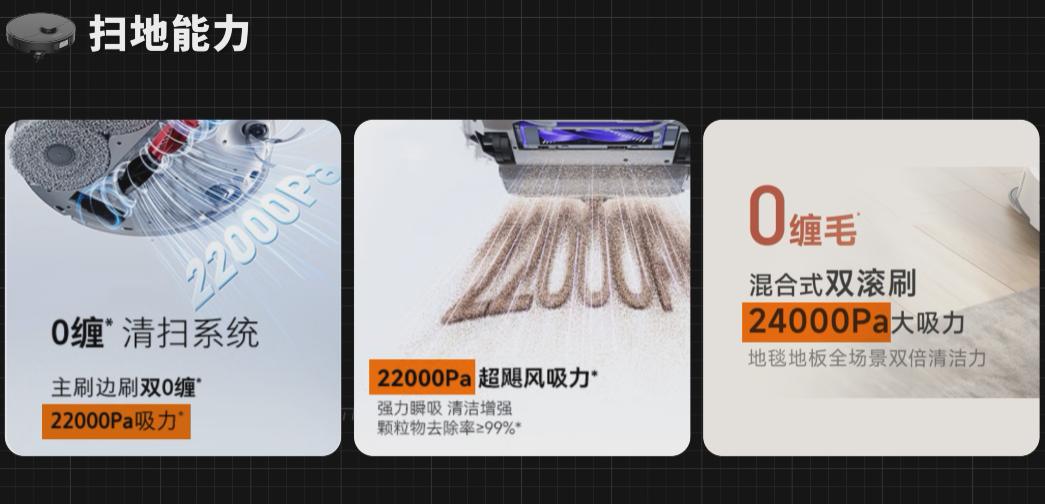 扫地能力
22000Pa
0缠* 清扫系统
主刷边刷双0缠*
22000Pa吸力*
22000Pa 超飓风吸力*
强力瞬吸 清洁增强
颗粒物去除率≥99%*
0缠毛*
混合式双滚刷
24000Pa大吸力
地毯地板全场景双倍清洁力